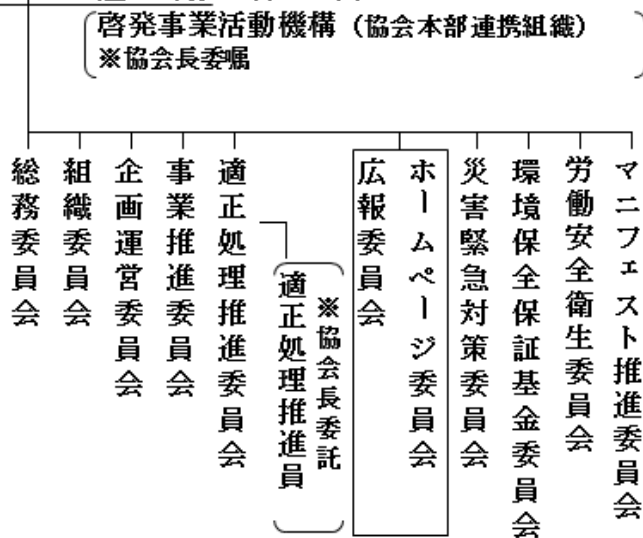 啓発事業活動機構（協会本部連携組織）
※協会長委嘱
総務委員会
組織委員会
企画運営委員会
事業推進委員会
適正処理推進委員会
※協会長委託
適正処理推進員
広報委員会
ホームページ委員会
災害緊急対策委員会
環境保全保証基金委員会
労働安全衛生委員会
マニフェスト推進委員会